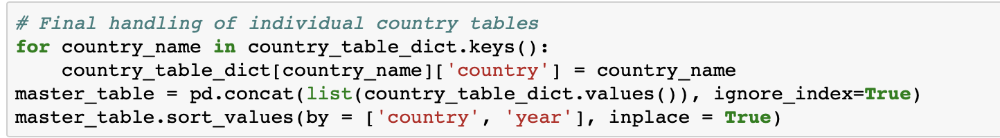 # Final handling of individual country tables
for country_name in country_table_dict.keys():
    country_table_dict[country_name]['country'] = country_name
master_table = pd.concat(list(country_table_dict.values()), ignore_index=True)
master_table.sort_values(by = ['country', 'year'], inplace = True)